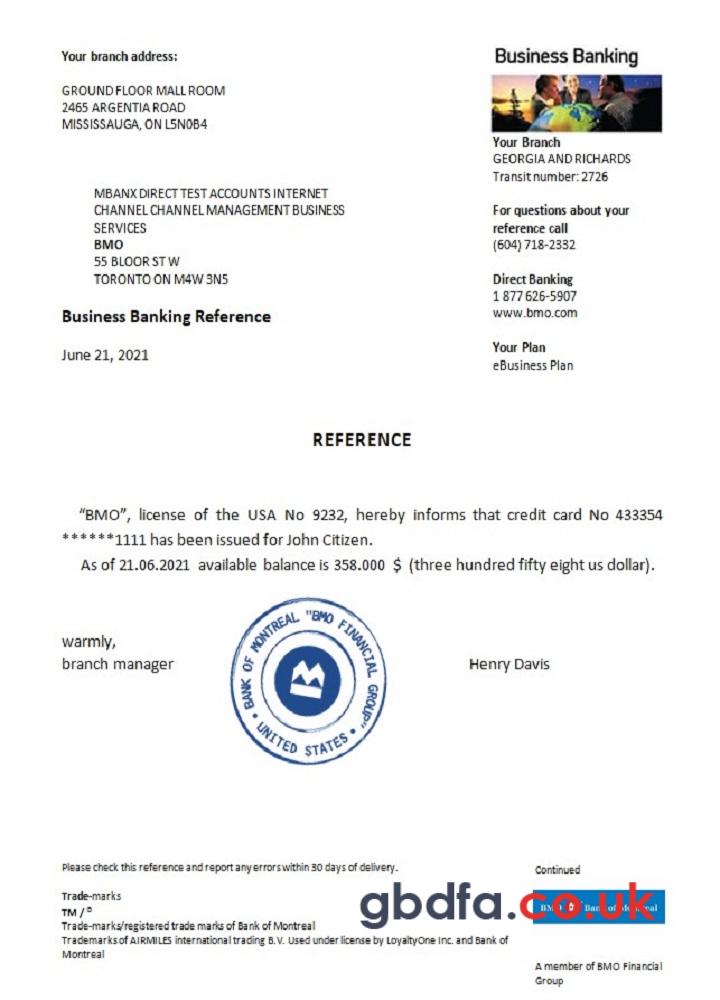 Your branch address:
GROUND FLOOR MALL ROOM
2465 ARGENTIA ROAD
MISSISSAUGA, ON L5N0B4
Business Banking
Your Branch
GEORGIA AND RICHARDS
Transit number: 2726
For questions about your
reference call
(604) 718-2332
Direct Banking
1 877 626-5907
www.bmo.com
Your Plan
eBusiness Plan
MBANX DIRECT TEST ACCOUNTS INTERNET
CHANNEL CHANNEL MANAGEMENT BUSINESS
SERVICES
BMO
55 BLOOR ST W
TORONTO ON M4W 3N5
Business Banking Reference
June 21, 2021
REFERENCE
“BMO”, license of the USA No 9232, hereby informs that credit card No 433354
******1111 has been issued for John Citizen.
As of 21.06.2021 available balance is 358.000 $ (three hundred fifty eight us dollar).
warmly,
branch manager
BANK OF MONTREAL "BMO FINANCIAL GROUP"
• UNITED STATES •
Henry Davis
Please check this reference and report any errors within 30 days of delivery.
Trade-marks
TM / ©
Trade-marks/registered trade marks of Bank of Montreal
Trademarks of AIRMILES international trading B.V. Used under license by LoyaltyOne Inc. and Bank of
Montreal
Continued
BMO Bank of Montreal
gbdfa.co.uk
A member of BMO Financial
Group